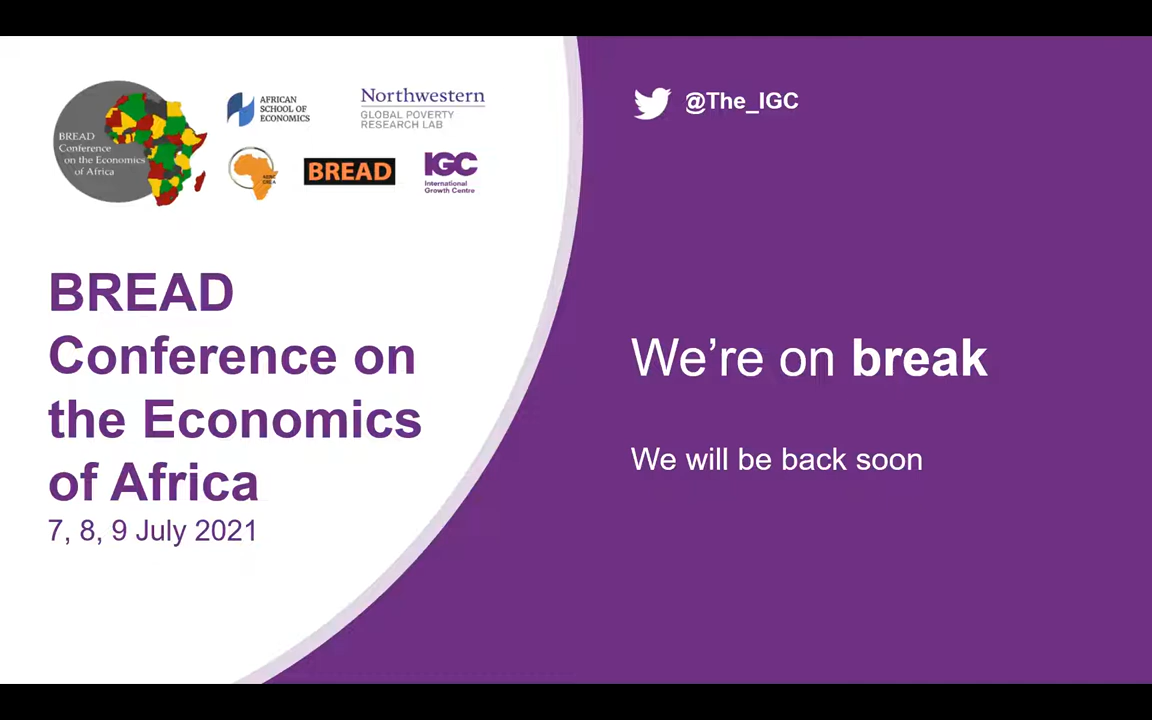 BREAD
Conference
on the Economics
of Africa
AFRICAN
SCHOOL OF
ECONOMICS
Northwestern
GLOBAL POVERTY
RESEARCH LAB
BREAD
IGC
International
Growth Centre
@The_IGC
BREAD
Conference on
the Economics
of Africa
7, 8, 9 July 2021
We’re on break
We will be back soon